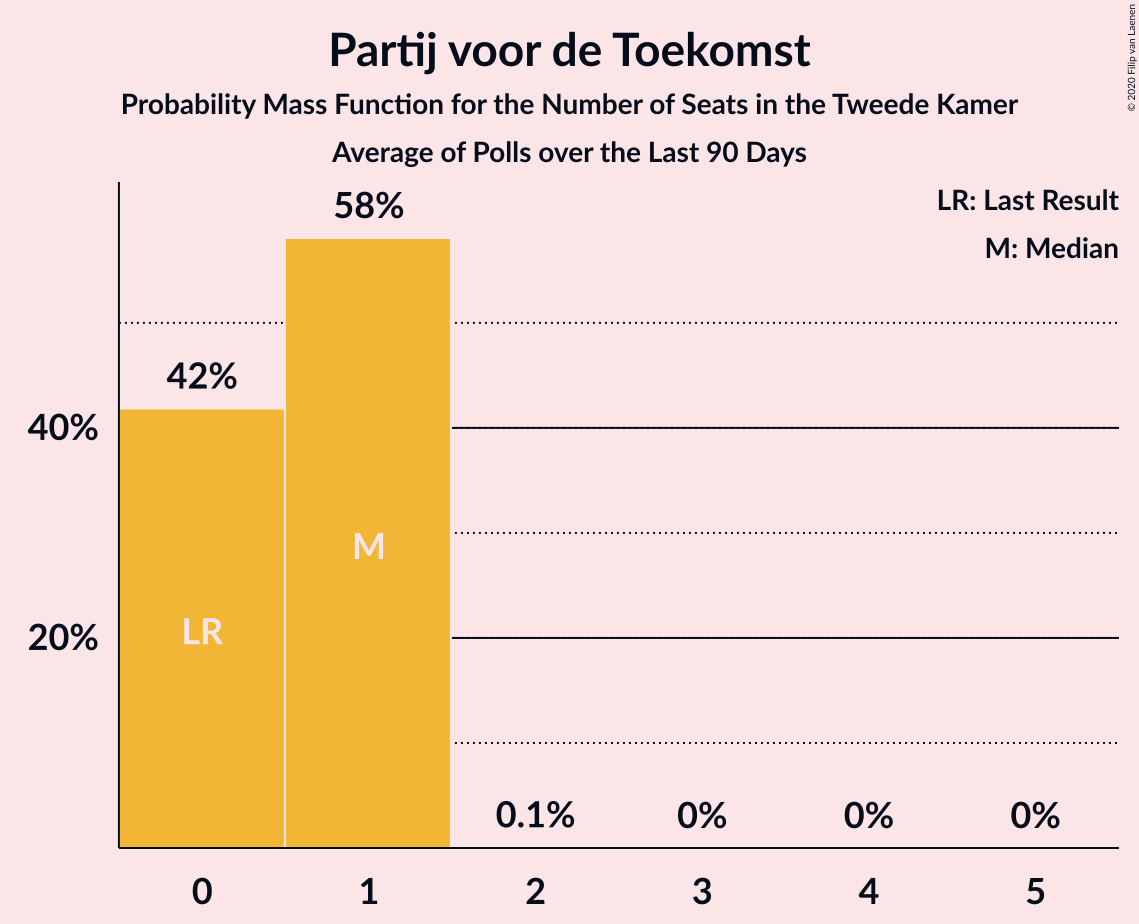 Partij voor de Toekomst
Probability Mass Function for the Number of Seats in the Tweede Kamer
Average of Polls over the Last 90 Days
© 2020 Filip van Laenen
LR: Last Result
M: Median
58%
42%
40%
M
LR
20%
0.1% 0% 0% 0%
0 1 2 3 4 5